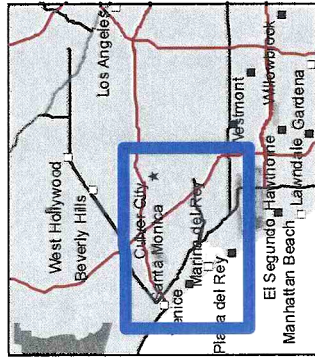 Los Angeles
West Hollywood
Beverly Hills
Culver City
Santa Monica
Marina del Rey
enice
Playa del Rey
Westmont
Willowbrook
El Segundo
Hawthorne
Manhattan Beach
Lawndale
Gardena